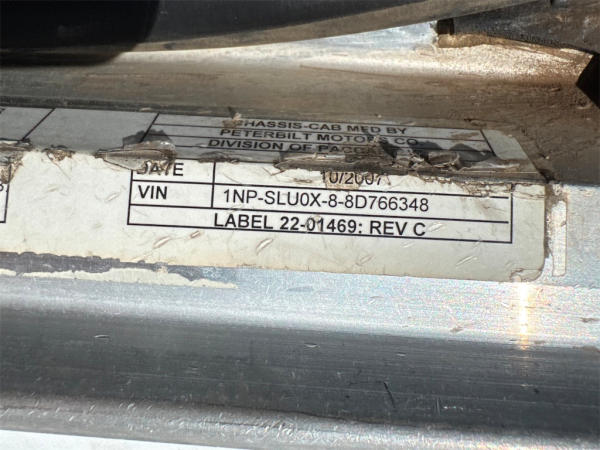 CHASSIS-CAB MFD BY
PETERBILT MOTORS CO
DIVISION OF PACCAR
DATE 10/2007
VIN 1NP-SLU0X-8-8D766348
LABEL 22-01469: REV C